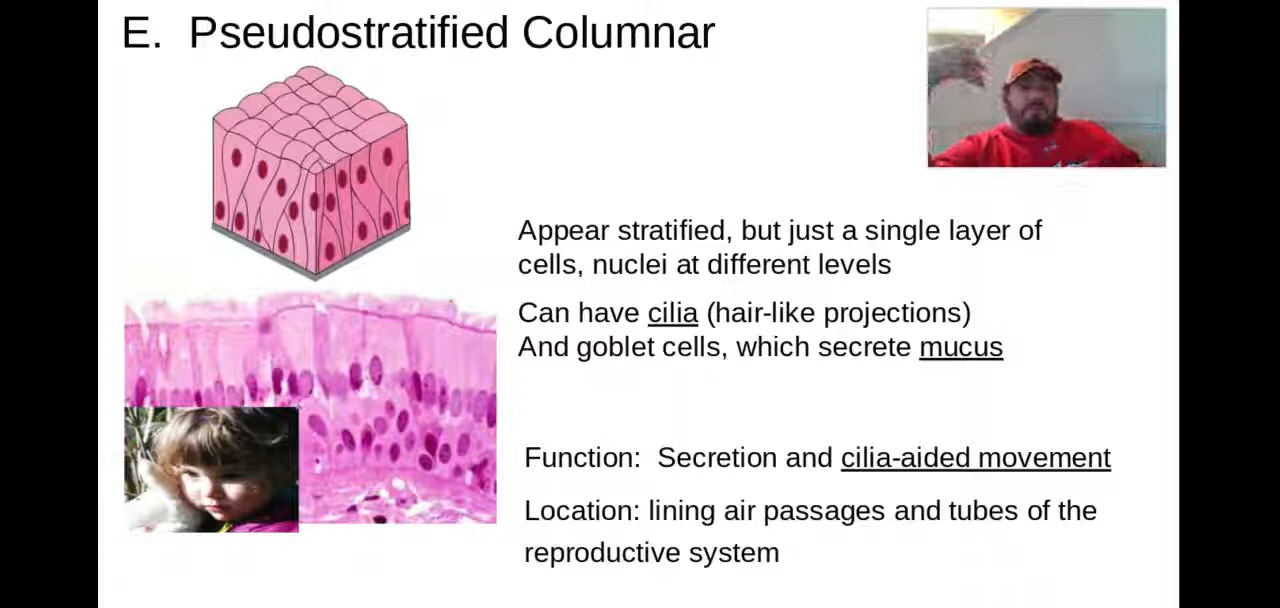 E. Pseudostratified Columnar
Appear stratified, but just a single layer of
cells, nuclei at different levels
Can have cilia (hair-like projections)
And goblet cells, which secrete mucus
Function: Secretion and cilia-aided movement
Location: lining air passages and tubes of the
reproductive system